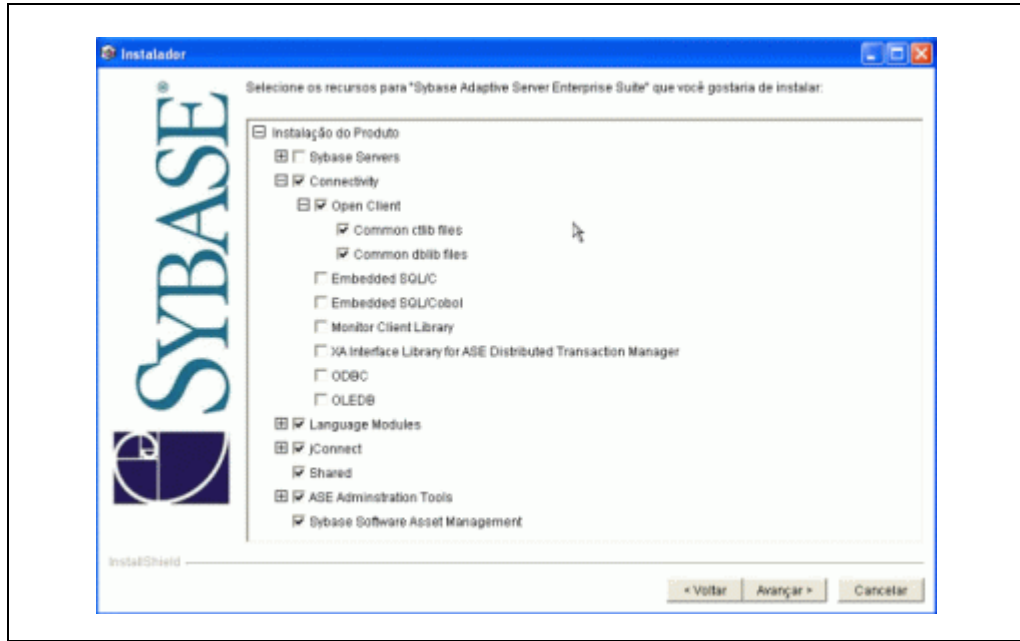 Instalador
SYBASE®
Selecione os recursos para "Sybase Adaptive Server Enterprise Suite" que você gostaria de instalar:
Instalação do Produto
Sybase Servers
Connectivity
Open Client
Common ctlib files
Common dblib files
Embedded SQL/C
Embedded SQL/Cobol
Monitor Client Library
XA Interface Library for ASE Distributed Transaction Manager
ODBC
OLEDB
Language Modules
jConnect
Shared
ASE Adminstration Tools
Sybase Software Asset Management
InstallShield
< Voltar
Avançar >
Cancelar